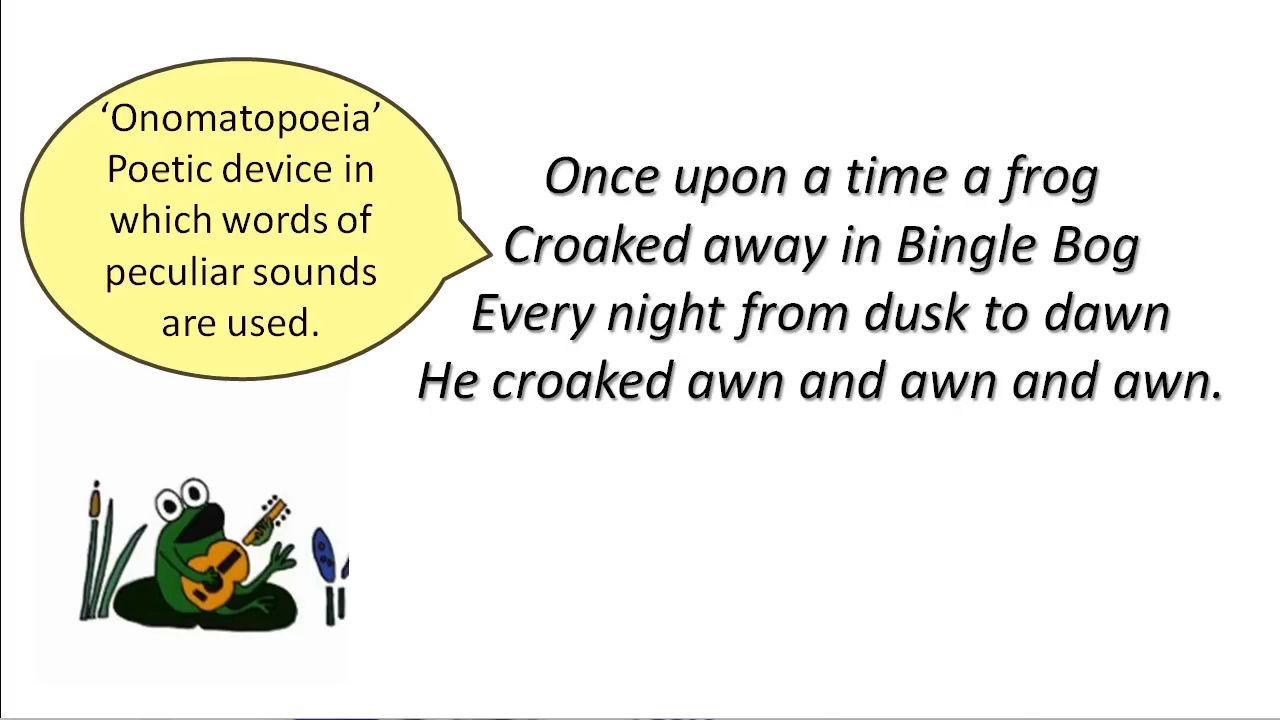 ‘Onomatopoeia’
Poetic device in
which words of
peculiar sounds
are used.
Once upon a time a frog
Croaked away in Bingle Bog
Every night from dusk to dawn
He croaked awn and awn and awn.